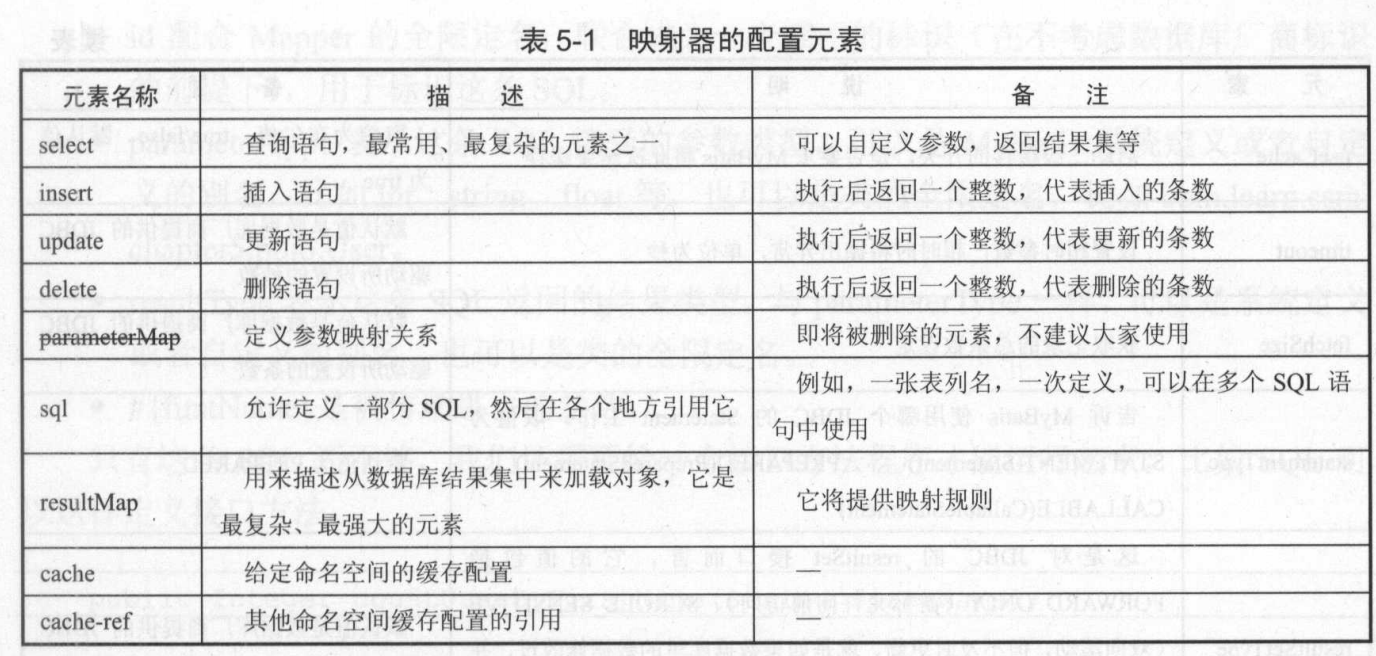 表 5-1 映射器的配置元素
元素名称 描 述 备 注
select 查询语句，最常用、最复杂的元素之一 可以自定义参数，返回结果集等
insert 插入语句 执行后返回一个整数，代表插入的条数
update 更新语句 执行后返回一个整数，代表更新的条数
delete 删除语句 执行后返回一个整数，代表删除的条数
parameterMap 定义参数映射关系 即将被删除的元素，不建议大家使用
sql 允许定义一部分 SQL，然后在各个地方引用它 例如，一张表列名，一次定义，可以在多个 SQL 语
句中使用
resultMap 用来描述从数据库结果集中来加载对象，它是
最复杂、最强大的元素 它将提供映射规则
cache 给定命名空间的缓存配置 —
cache-ref 其他命名空间缓存配置的引用 —